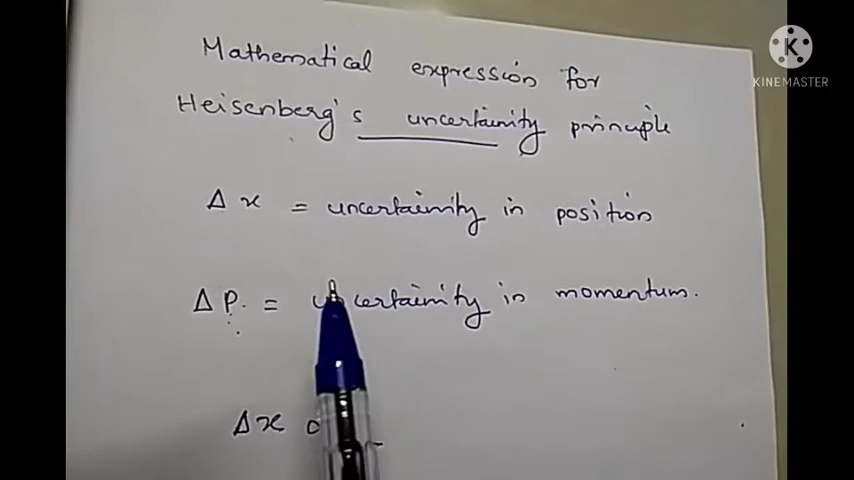 Mathematical expression for
Heisenberg's uncertainity principle
Δx = uncertainity in position
ΔP. = uncertainity in momentum.
Δx
K
KINEMASTER